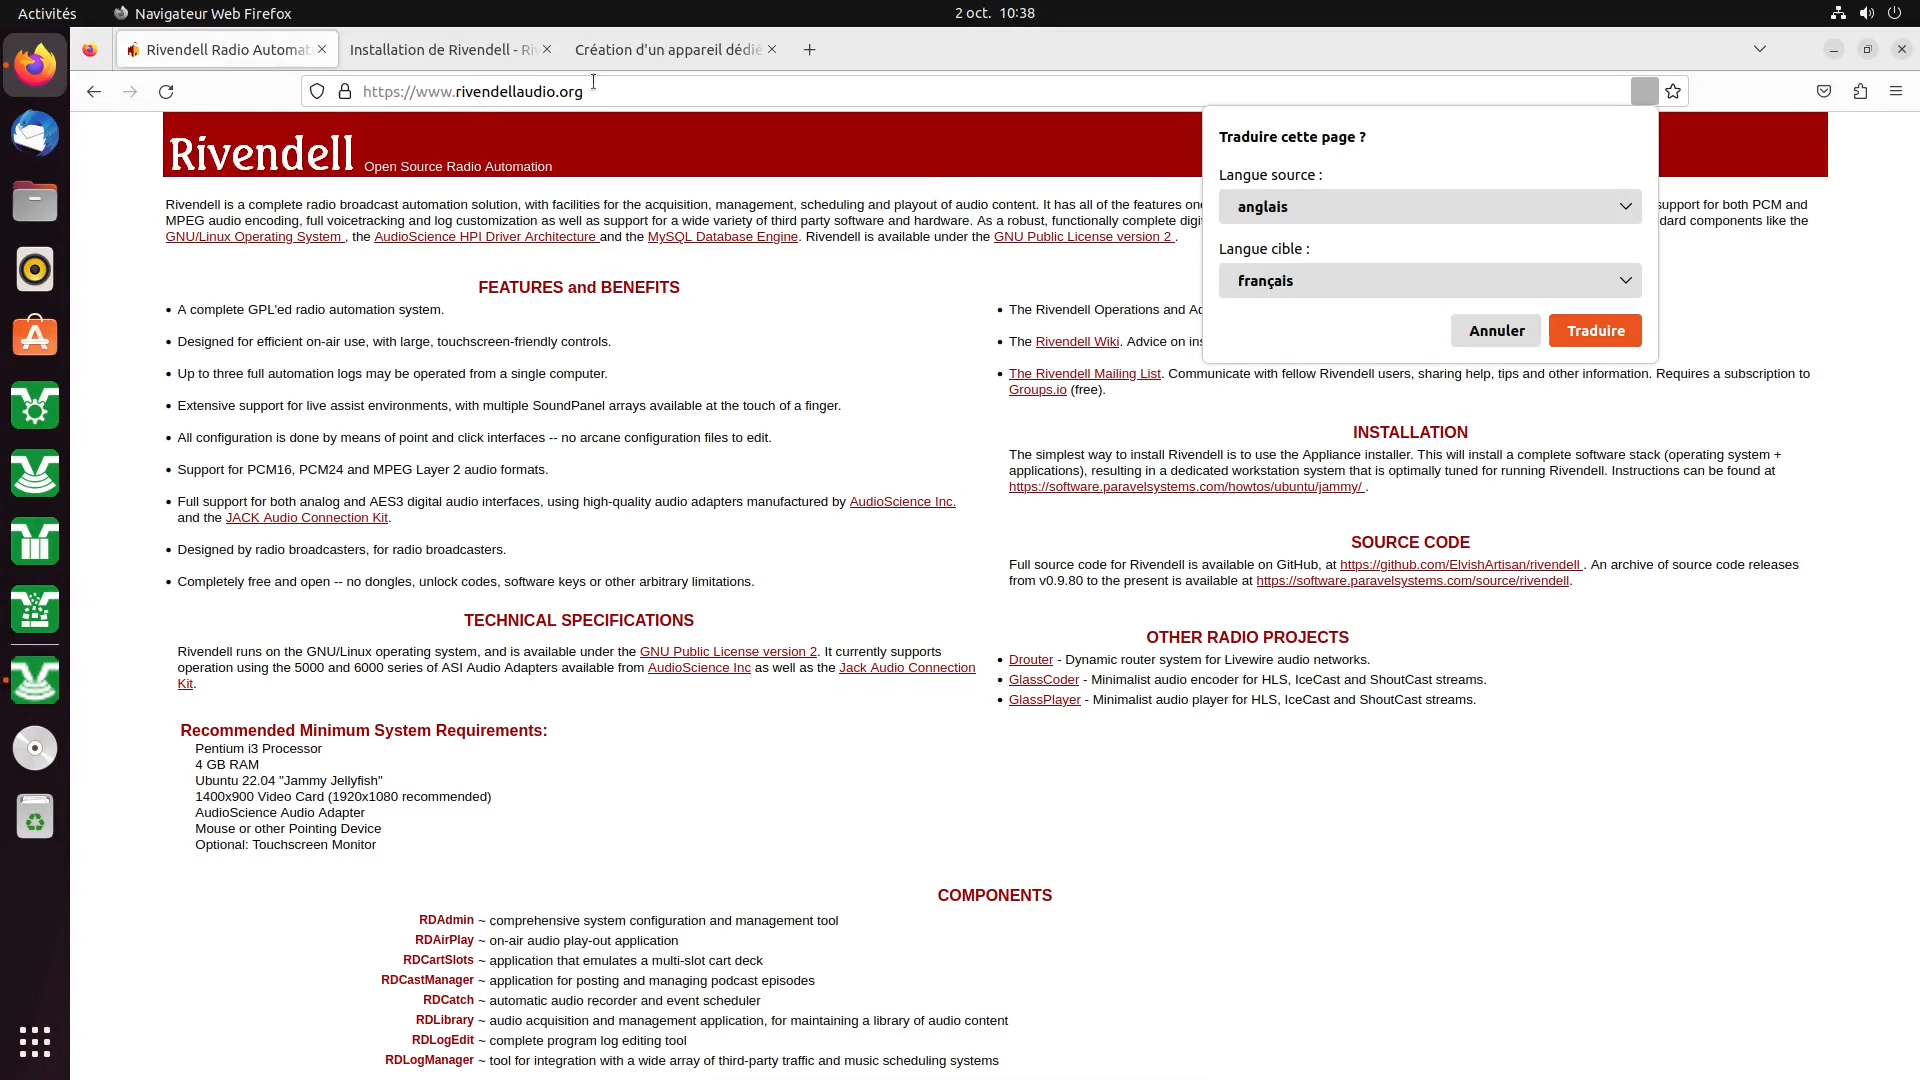 Activités
Navigateur Web Firefox
2 oct. 10:38
Rivendell Radio Automat
Installation de Rivendell - Ri
Création d'un appareil dédié
https://www.rivendellaudio.org
Traduire cette page ?
Langue source :
anglais
Langue cible :
français
Annuler
Traduire
Rivendell Open Source Radio Automation
Rivendell is a complete radio broadcast automation solution, with facilities for the acquisition, management, scheduling and playout of audio content. It has all of the features on support for both PCM and
MPEG audio encoding, full voicetracking and log customization as well as support for a wide variety of third party software and hardware. As a robust, functionally complete digit dard components like the
GNU/Linux Operating System , the AudioScience HPI Driver Architecture and the MySQL Database Engine. Rivendell is available under the GNU Public License version 2 .
FEATURES and BENEFITS
• A complete GPL'ed radio automation system.
• Designed for efficient on-air use, with large, touchscreen-friendly controls.
• Up to three full automation logs may be operated from a single computer.
• Extensive support for live assist environments, with multiple SoundPanel arrays available at the touch of a finger.
• All configuration is done by means of point and click interfaces -- no arcane configuration files to edit.
• Support for PCM16, PCM24 and MPEG Layer 2 audio formats.
• Full support for both analog and AES3 digital audio interfaces, using high-quality audio adapters manufactured by AudioScience Inc.
and the JACK Audio Connection Kit.
• Designed by radio broadcasters, for radio broadcasters.
• Completely free and open -- no dongles, unlock codes, software keys or other arbitrary limitations.
TECHNICAL SPECIFICATIONS
Rivendell runs on the GNU/Linux operating system, and is available under the GNU Public License version 2. It currently supports
operation using the 5000 and 6000 series of ASI Audio Adapters available from AudioScience Inc as well as the Jack Audio Connection
Kit.
Recommended Minimum System Requirements:
Pentium i3 Processor
4 GB RAM
Ubuntu 22.04 "Jammy Jellyfish"
1400x900 Video Card (1920x1080 recommended)
AudioScience Audio Adapter
Mouse or other Pointing Device
Optional: Touchscreen Monitor
• The Rivendell Operations and Ad
• The Rivendell Wiki. Advice on ins
• The Rivendell Mailing List. Communicate with fellow Rivendell users, sharing help, tips and other information. Requires a subscription to
Groups.io (free).
INSTALLATION
The simplest way to install Rivendell is to use the Appliance installer. This will install a complete software stack (operating system +
applications), resulting in a dedicated workstation system that is optimally tuned for running Rivendell. Instructions can be found at
https://software.paravelsystems.com/howtos/ubuntu/jammy/ .
SOURCE CODE
Full source code for Rivendell is available on GitHub, at https://github.com/ElvishArtisan/rivendell . An archive of source code releases
from v0.9.80 to the present is available at https://software.paravelsystems.com/source/rivendell.
OTHER RADIO PROJECTS
• Drouter - Dynamic router system for Livewire audio networks.
• GlassCoder - Minimalist audio encoder for HLS, IceCast and ShoutCast streams.
• GlassPlayer - Minimalist audio player for HLS, IceCast and ShoutCast streams.
COMPONENTS
RDAdmin ~ comprehensive system configuration and management tool
RDAirPlay ~ on-air audio play-out application
RDCartSlots ~ application that emulates a multi-slot cart deck
RDCastManager ~ application for posting and managing podcast episodes
RDCatch ~ automatic audio recorder and event scheduler
RDLibrary ~ audio acquisition and management application, for maintaining a library of audio content
RDLogEdit ~ complete program log editing tool
RDLogManager ~ tool for integration with a wide array of third-party traffic and music scheduling systems